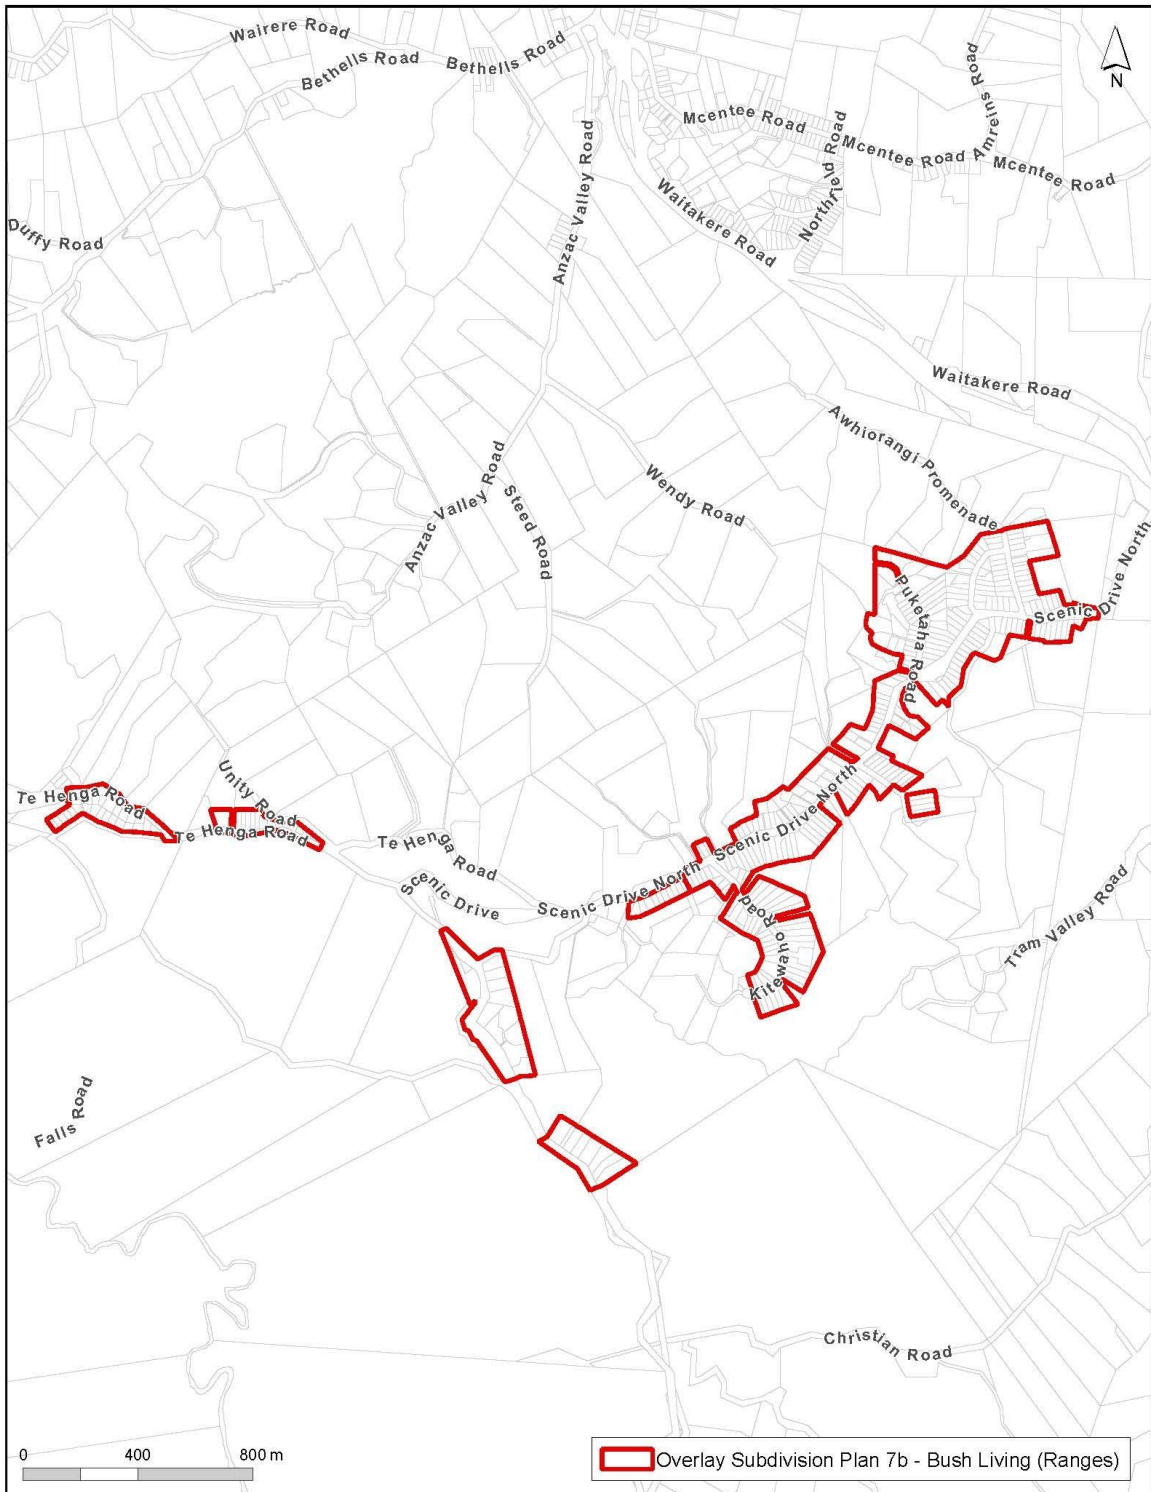 Wairere Road
Bethells Road
Bethells Road
N
Mcentee Road
Mcentee Road
Amreins Road
Mcentee Road
Northfield Road
Anzac Valley Road
Waitakere Road
Duffy Road
Waitakere Road
Awhiorangi Promenade
Anzac Valley Road
Steed Road
Wendy Road
Scenic Drive North
Puketaha Road
Te Henga Road
Unity Road
Te Henga Road
Te Henga Road
Scenic Drive
Scenic Drive North
Scenic Drive North
Kitewaho Road
Tram Valley Road
Falls Road
Christian Road
0 400 800 m
Overlay Subdivision Plan 7b - Bush Living (Ranges)